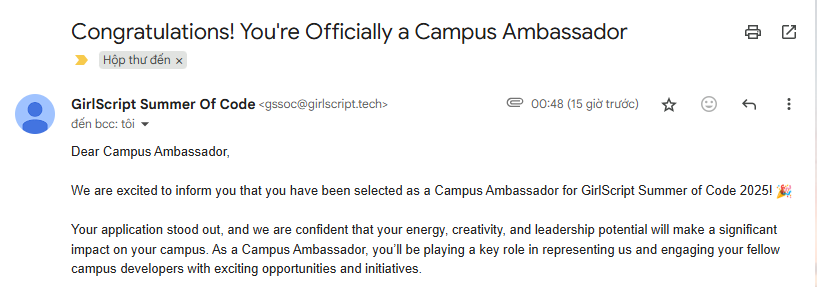 Congratulations! You're Officially a Campus Ambassador
Hộp thư đến ×
GirlScript Summer Of Code <gssoc@girlscript.tech>
00:48 (15 giờ trước)
đến bcc: tôi
Dear Campus Ambassador,
We are excited to inform you that you have been selected as a Campus Ambassador for GirlScript Summer of Code 2025! 🎉
Your application stood out, and we are confident that your energy, creativity, and leadership potential will make a significant
impact on your campus. As a Campus Ambassador, you’ll be playing a key role in representing us and engaging your fellow
campus developers with exciting opportunities and initiatives.